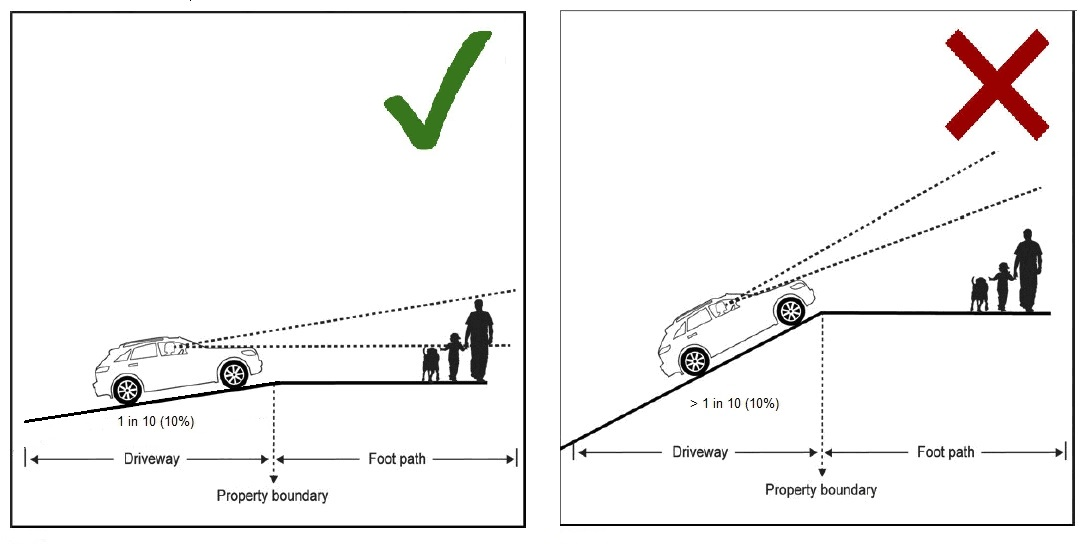 1 in 10 (10%)
Driveway
Foot path
Property boundary
> 1 in 10 (10%)
Driveway
Foot path
Property boundary